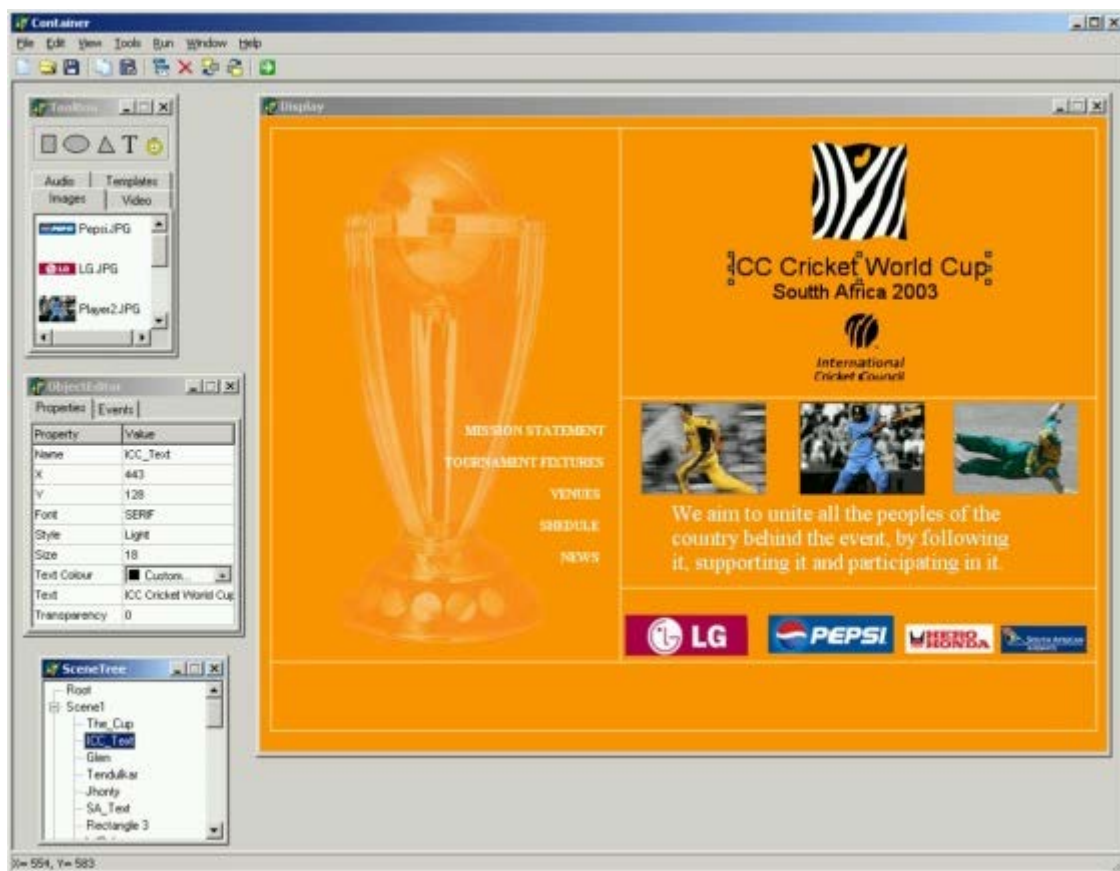 Container
File Edit View Tools Run Window Help
ToolBox
T
Audio Templates
Images Video
PEPSI Pepsi.JPG
LG LG.JPG
Player2.JPG
ObjectEditor
Properties Events
Property Value
Name ICC_Text
X 443
Y 128
Font SERIF
Style Light
Size 18
Text Colour Custom...
Text ICC Cricket World Cup
Transparency 0
SceneTree
Root
Scene1
The_Cup
ICC_Text
Glen
Tendulkar
Jhonty
SA_Text
Rectangle 3
Display
ICC Cricket World Cup
Soutth Africa 2003
International
Cricket Council
MISSION STATEMENT
TOURNAMENT FIXTURES
VENUES
SHEDULE
NEWS
We aim to unite all the peoples of the
country behind the event, by following
it, supporting it and participating in it.
LG
PEPSI
HERO
HONDA
SOUTH AFRICAN
AIRWAYS
X= 554, Y= 583